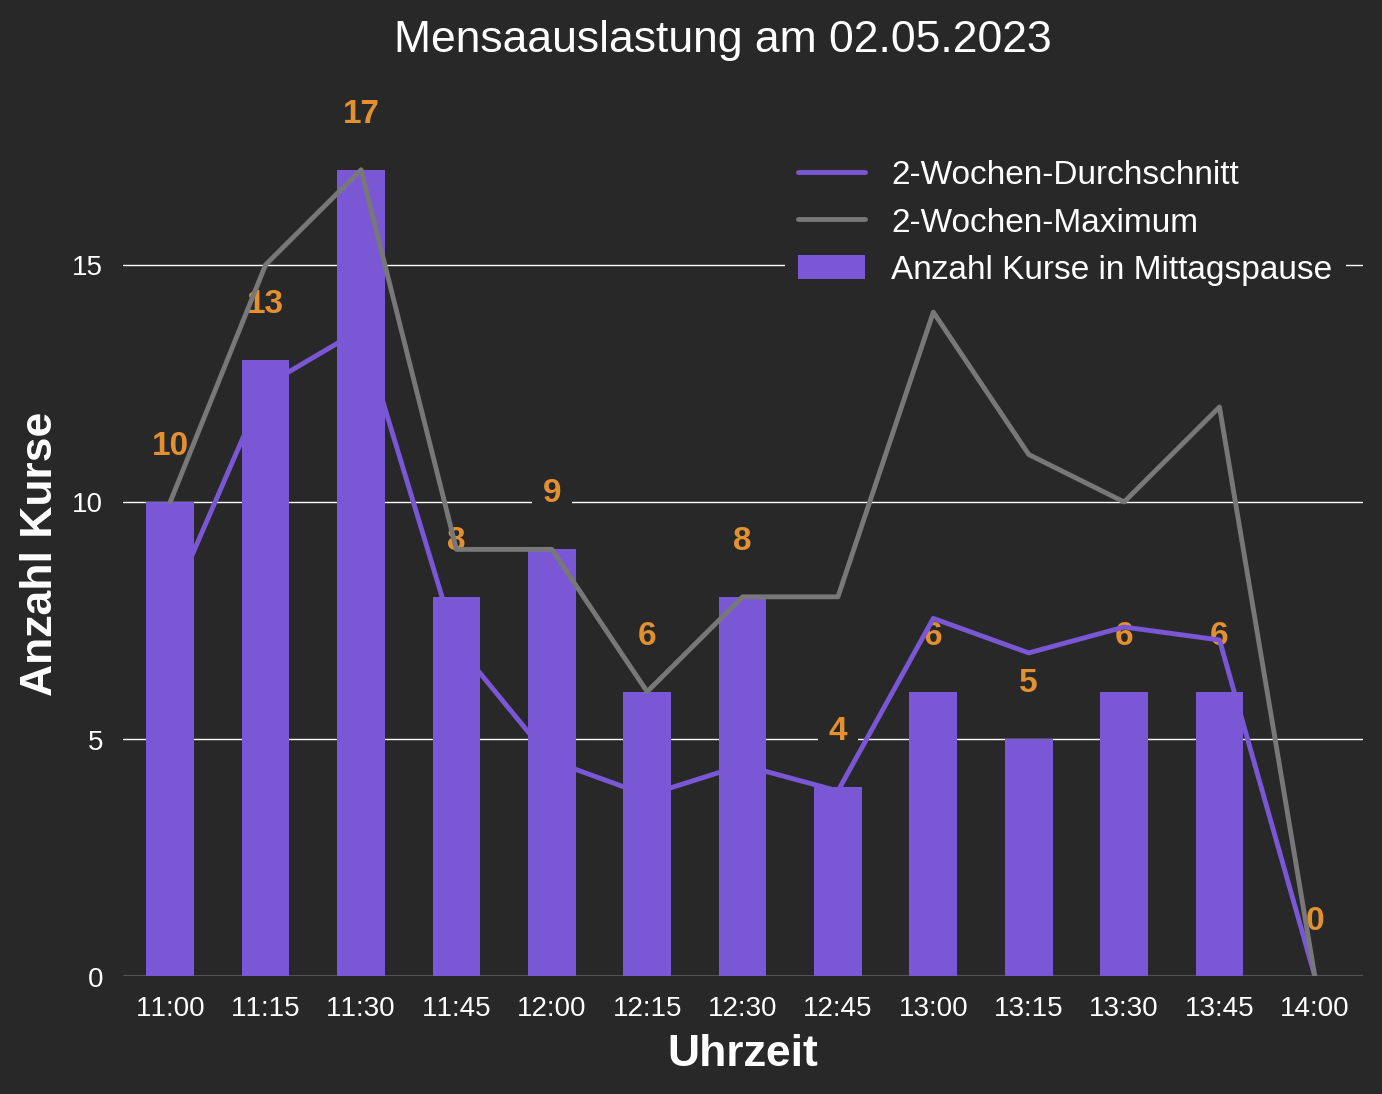 Mensaauslastung am 02.05.2023
17
2-Wochen-Durchschnitt
2-Wochen-Maximum
Anzahl Kurse in Mittagspause
15
13
10
9
10
8
8
6
6
6
6
5
4
5
0
0
11:00 11:15 11:30 11:45 12:00 12:15 12:30 12:45 13:00 13:15 13:30 13:45 14:00
Uhrzeit
Anzahl Kurse